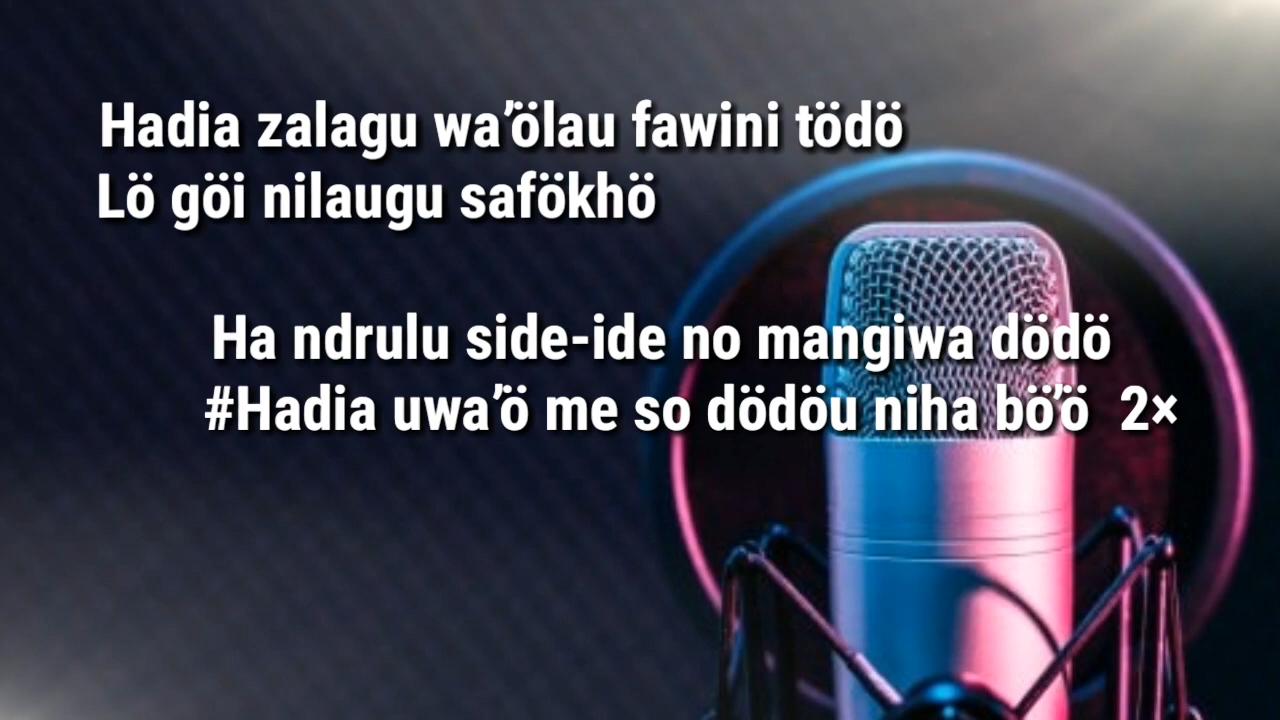 Hadia zalagu wa’ölau fawini tödö
Lö göi nilaugu safökhö
Ha ndrulu side-ide no mangiwa dödö
#Hadia uwa’ö me so dödöu niha bö’ö 2×